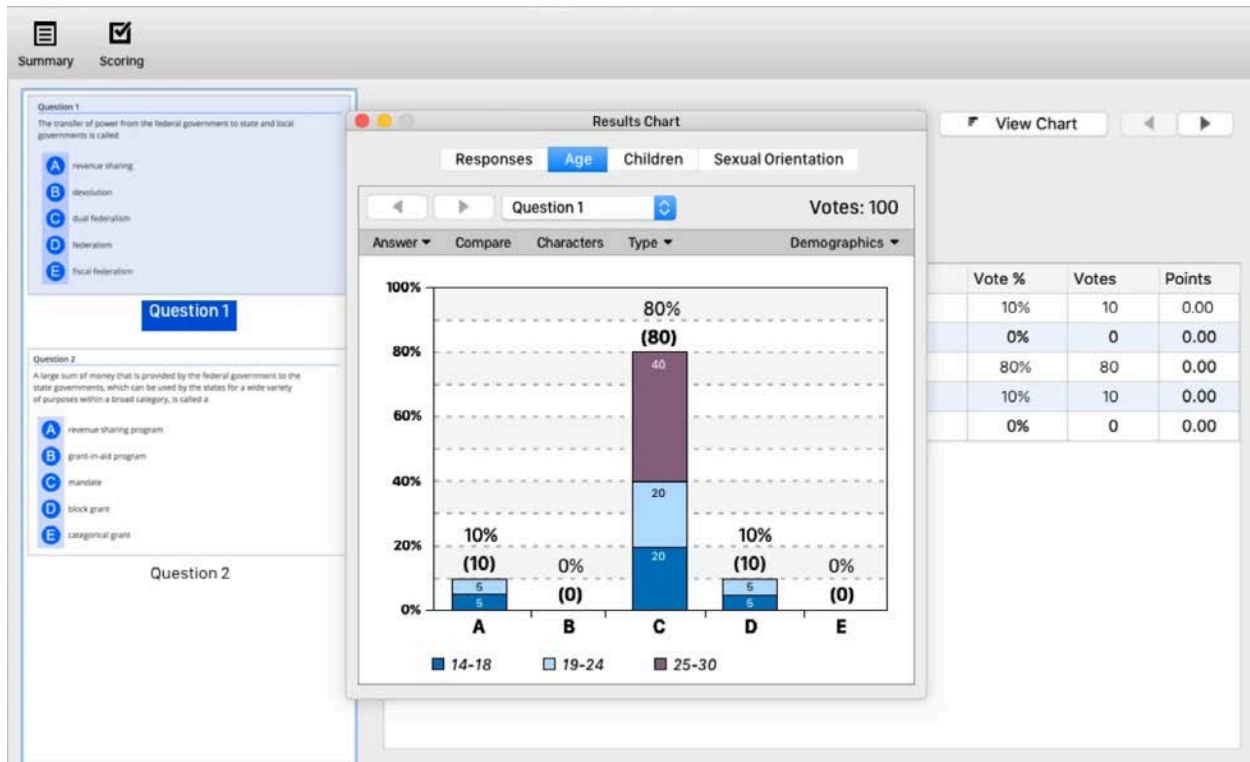 Summary Scoring
Question 1
The transfer of power from the federal government to state and local
governments is called
A revenue sharing
B devolution
C dual federalism
D federalism
E fiscal federalism
Question 1
Question 2
A large sum of money that is provided by the federal government to the
state governments, which can be used by the states for a wide variety
of purposes within a broad category, is called a
A revenue sharing program
B grant-in-aid program
C mandate
D block grant
E categorical grant
Question 2
Results Chart
Responses Age Children Sexual Orientation
Question 1 Votes: 100
Answer Compare Characters Type Demographics
100%
80%
60%
40%
20%
0%
10%
(10)
5
5
0%
(0)
80%
(80)
40
20
20
10%
(10)
5
5
0%
(0)
A B C D E
14-18 19-24 25-30
View Chart
Vote % Votes Points
10% 10 0.00
0% 0 0.00
80% 80 0.00
10% 10 0.00
0% 0 0.00